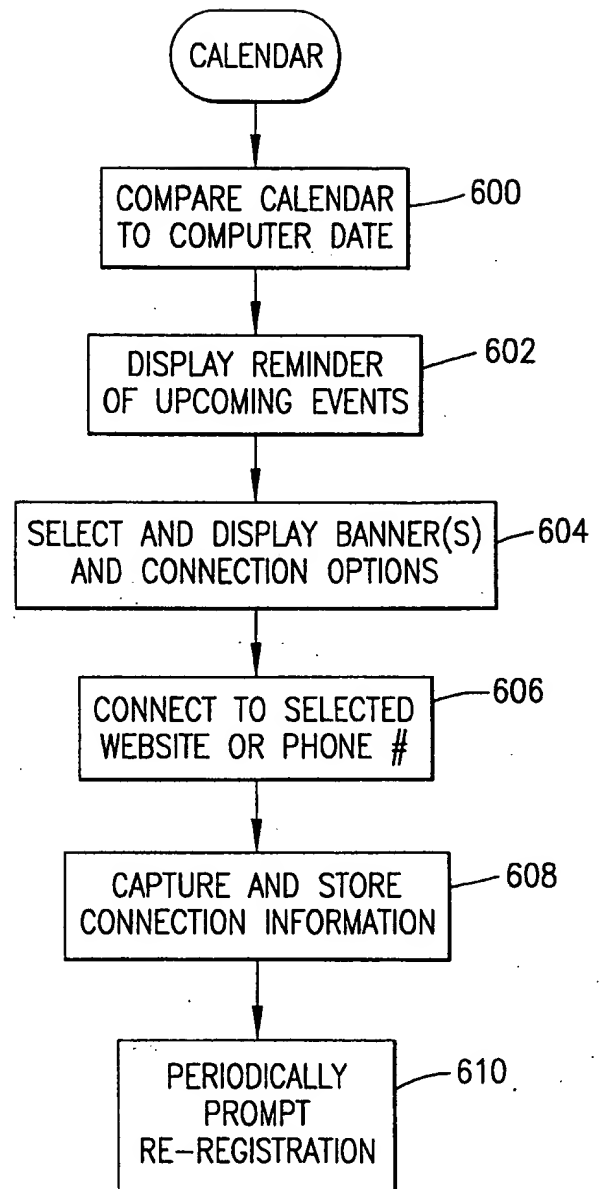 CALENDAR
COMPARE CALENDAR
TO COMPUTER DATE
600
DISPLAY REMINDER
OF UPCOMING EVENTS
602
SELECT AND DISPLAY BANNER(S)
AND CONNECTION OPTIONS
604
CONNECT TO SELECTED
WEBSITE OR PHONE #
606
CAPTURE AND STORE
CONNECTION INFORMATION
608
PERIODICALLY
PROMPT
RE-REGISTRATION
610